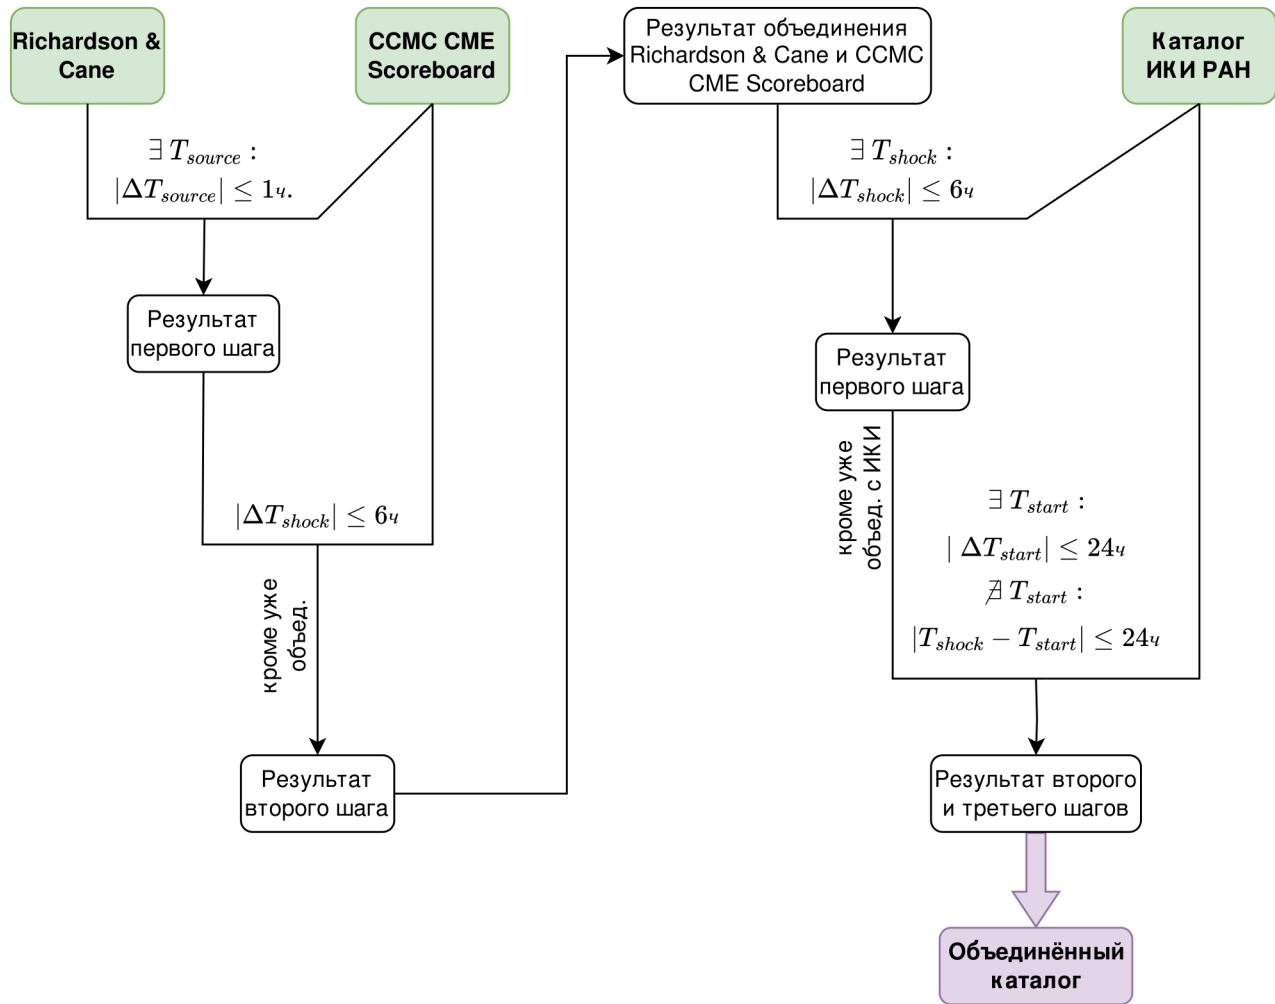 Richardson &
Cane
CCMC CME
Scoreboard
∃ T_source :
|ΔT_source| ≤ 1ч.
Результат
первого шага
|ΔT_shock| ≤ 6ч
кроме уже
объед.
Результат
второго шага
Результат объединения
Richardson & Cane и CCMC
CME Scoreboard
Каталог
ИКИ РАН
∃ T_shock :
|ΔT_shock| ≤ 6ч
Результат
первого шага
кроме уже
объед. с ИКИ
∃ T_start :
| ΔT_start| ≤ 24ч
∄ T_start :
|T_shock − T_start| ≤ 24ч
Результат второго
и третьего шагов
Объединённый
каталог